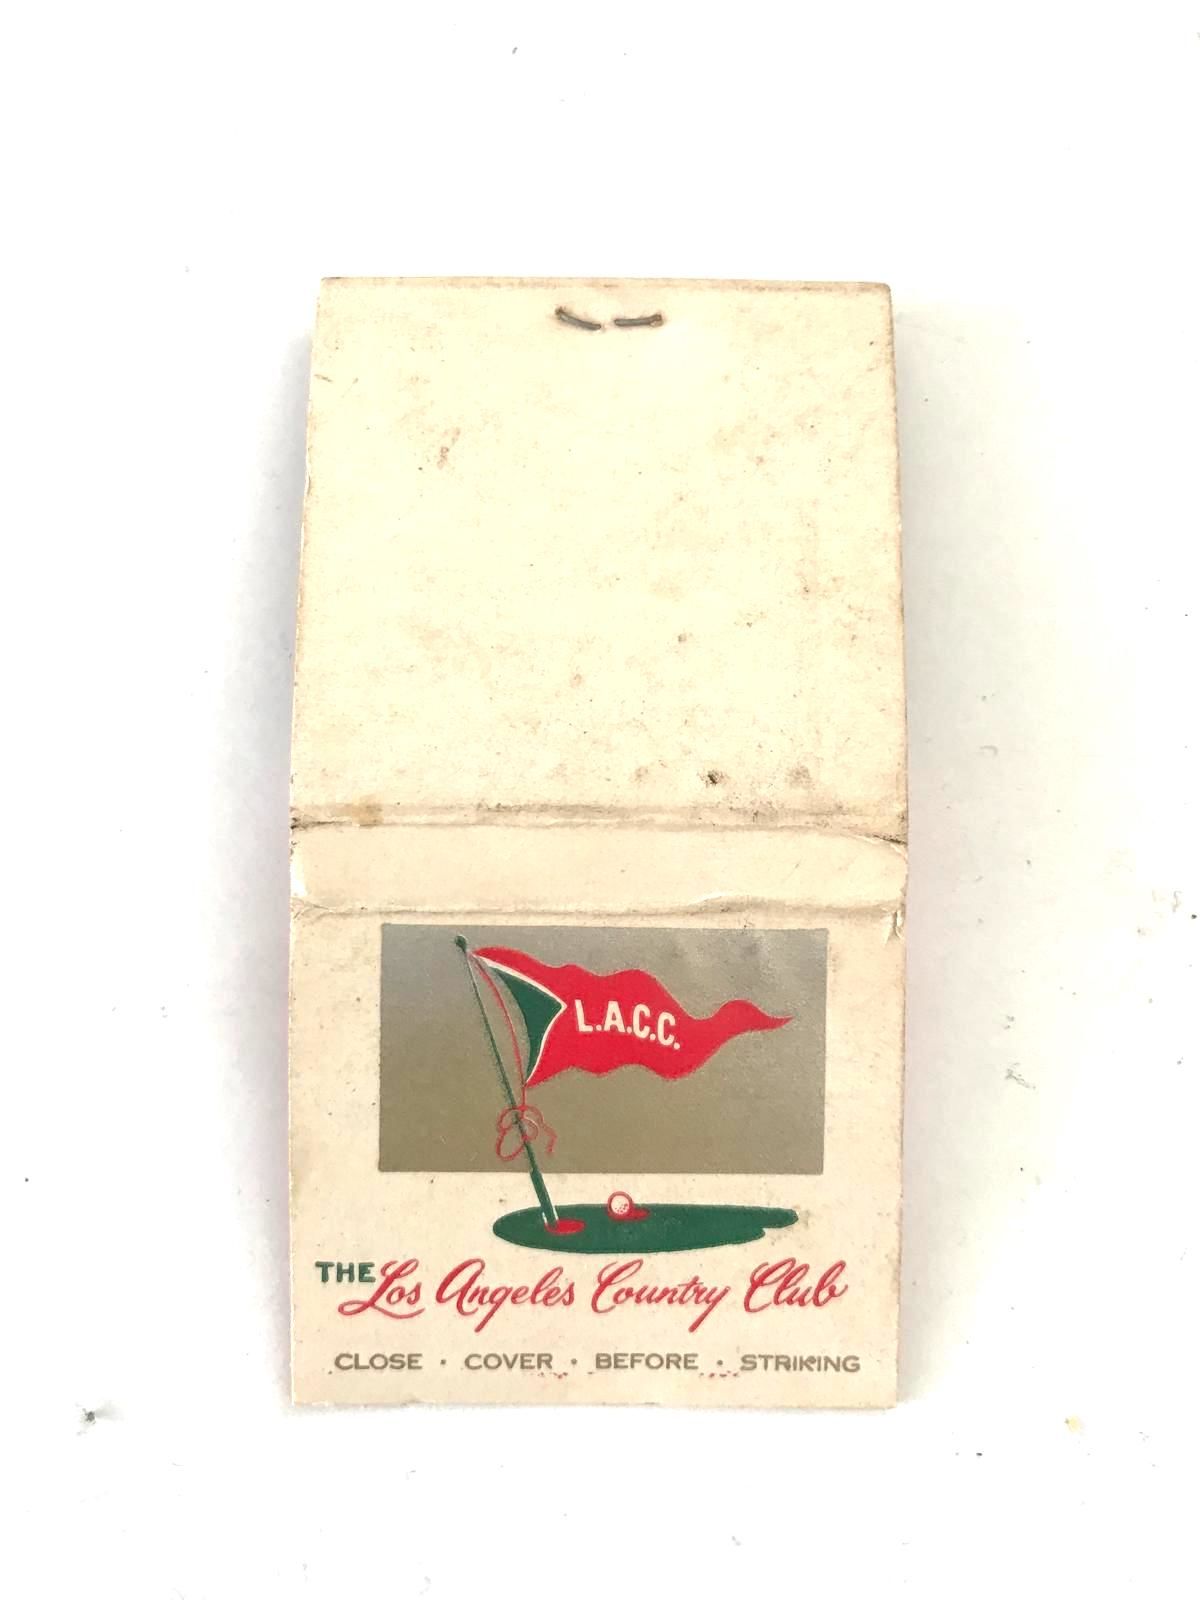 L.A.C.C.
THE Los Angeles Country Club
CLOSE · COVER · BEFORE · STRIKING